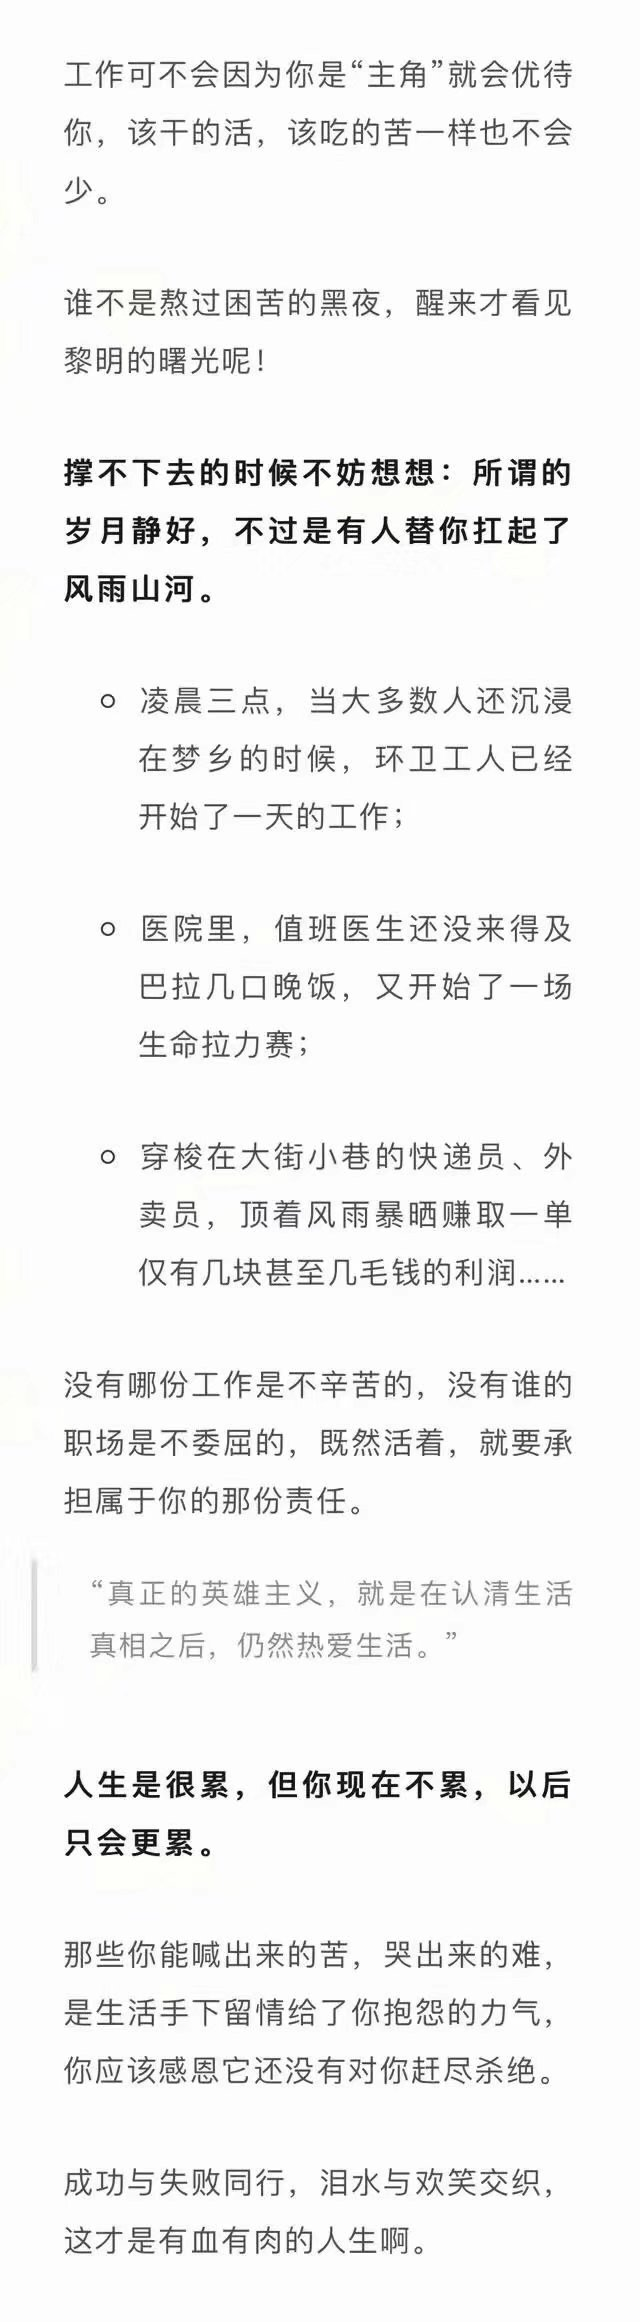 工作可不会因为你是“主角”就会优待
你，该干的活，该吃的苦一样也不会
少。
谁不是熬过困苦的黑夜，醒来才看见
黎明的曙光呢！
撑不下去的时候不妨想想：所谓的
岁月静好，不过是有人替你扛起了
风雨山河。
凌晨三点，当大多数人还沉浸
在梦乡的时候，环卫工人已经
开始了一天的工作；
医院里，值班医生还没来得及
巴拉几口晚饭，又开始了一场
生命拉力赛；
穿梭在大街小巷的快递员、外
卖员，顶着风雨暴晒赚取一单
仅有几块甚至几毛钱的利润……
没有哪份工作是不辛苦的，没有谁的
职场是不委屈的，既然活着，就要承
担属于你的那份责任。
“真正的英雄主义，就是在认清生活
真相之后，仍然热爱生活。”
人生是很累，但你现在不累，以后
只会更累。
那些你能喊出来的苦，哭出来的难，
是生活手下留情给了你抱怨的力气，
你应该感恩它还没有对你赶尽杀绝。
成功与失败同行，泪水与欢笑交织，
这才是有血有肉的人生啊。